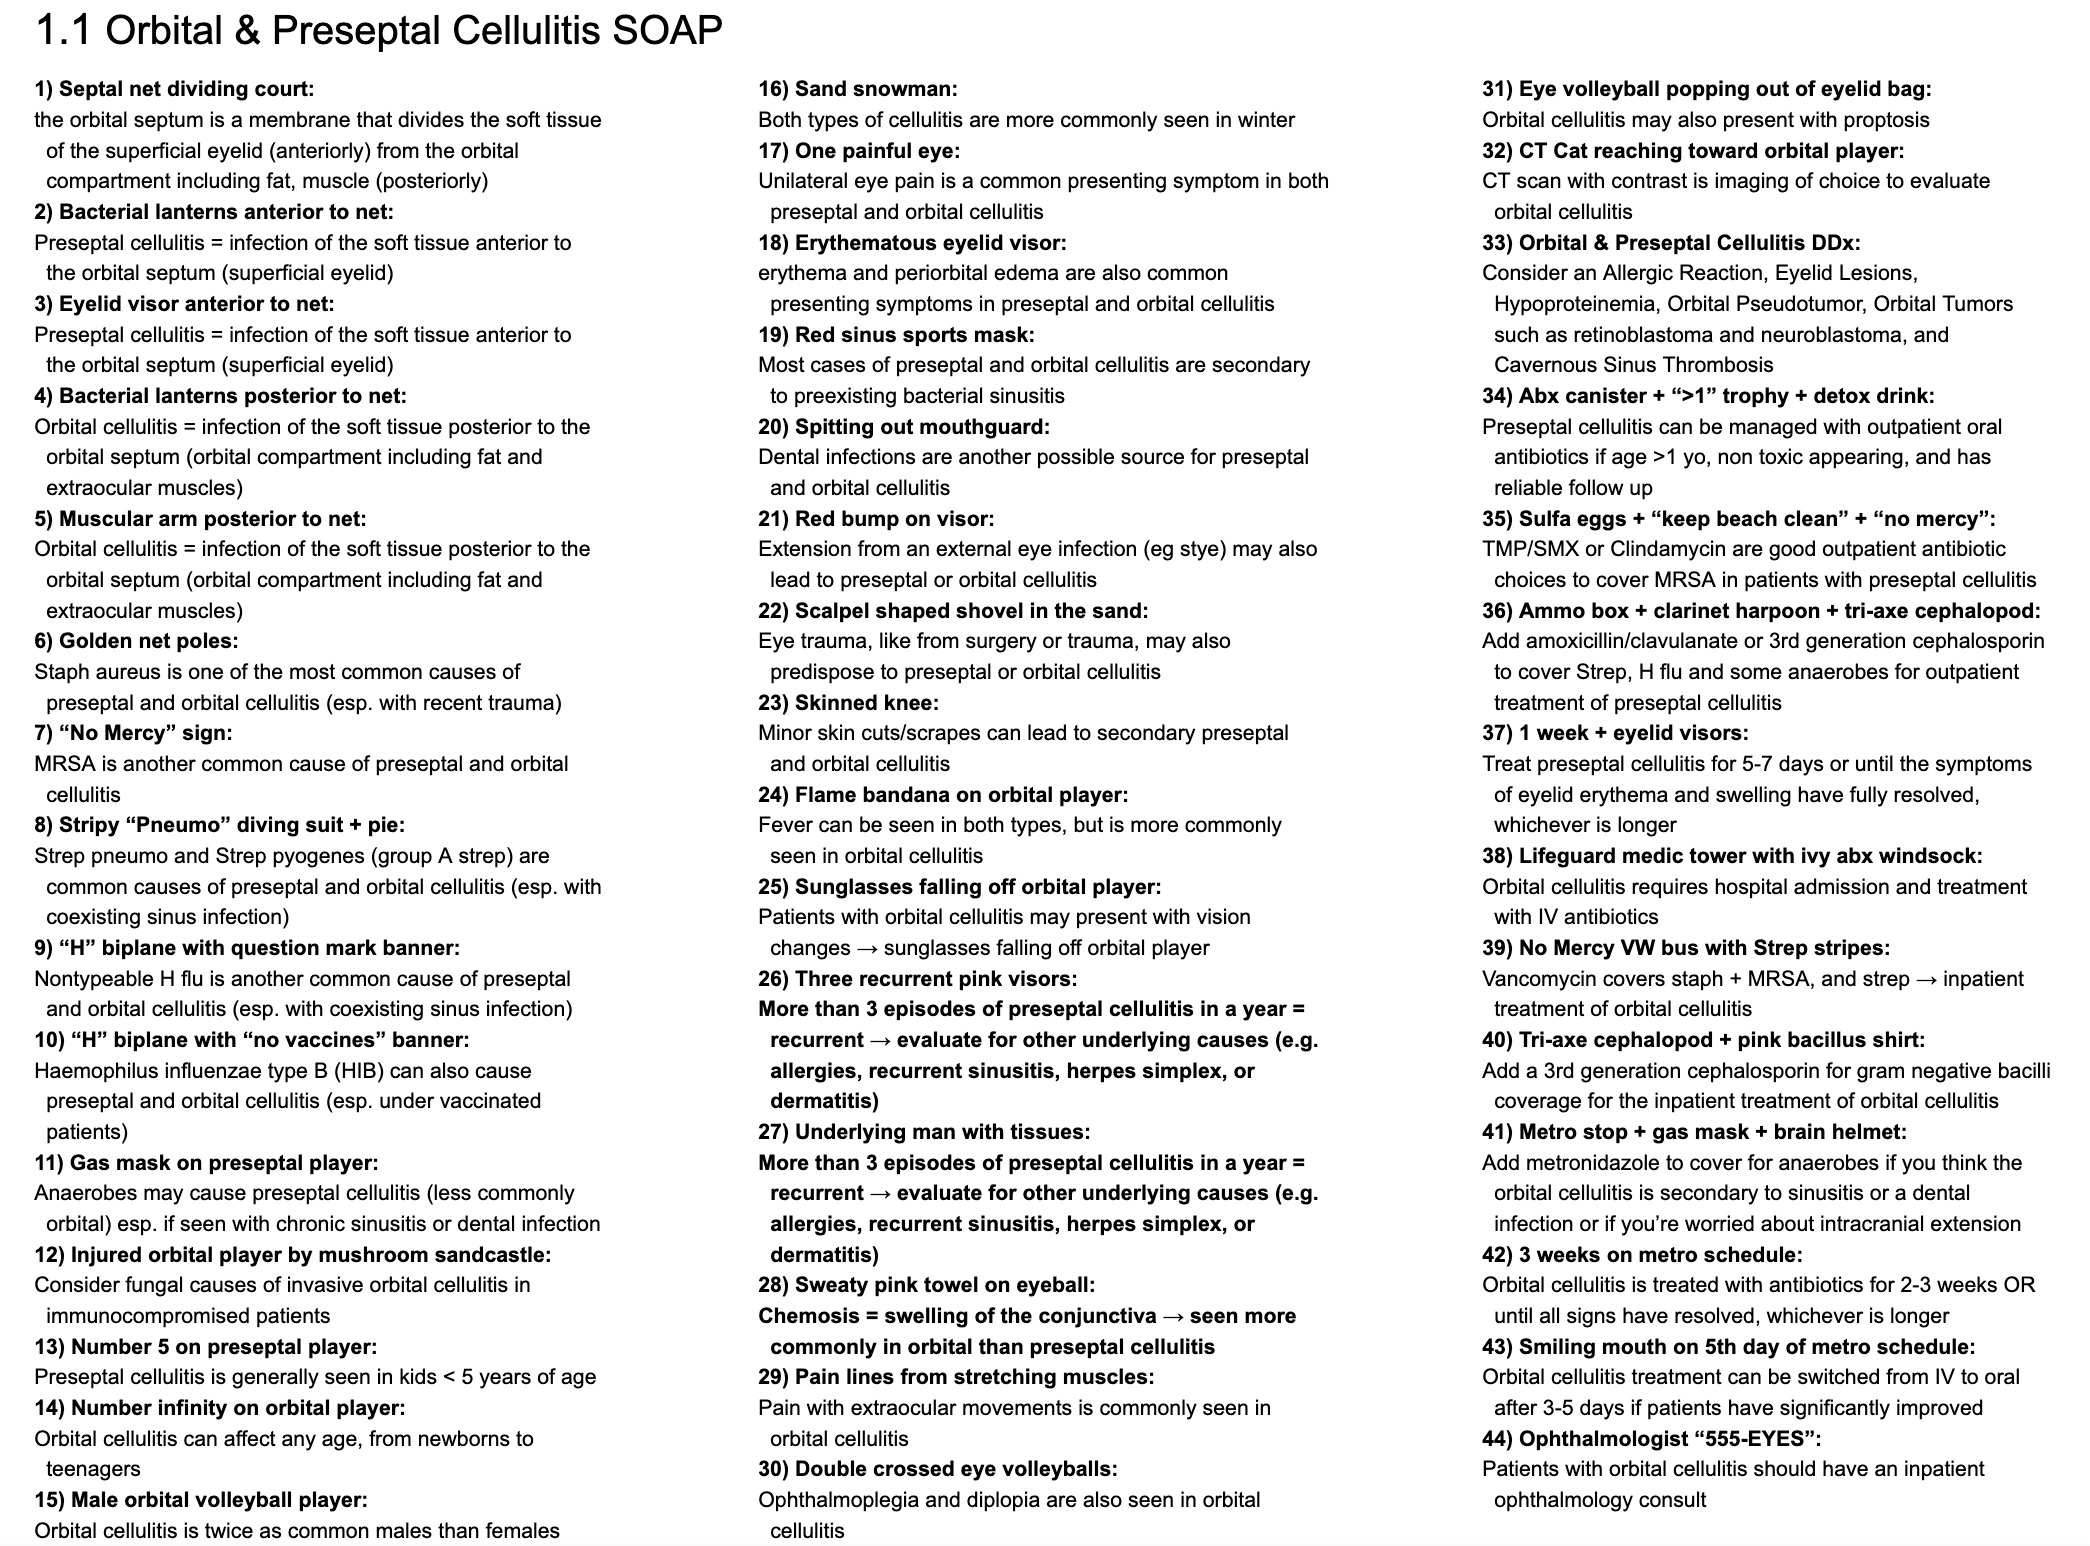 1.1 Orbital & Preseptal Cellulitis SOAP
1) Septal net dividing court:
the orbital septum is a membrane that divides the soft tissue
of the superficial eyelid (anteriorly) from the orbital
compartment including fat, muscle (posteriorly)
2) Bacterial lanterns anterior to net:
Preseptal cellulitis = infection of the soft tissue anterior to
the orbital septum (superficial eyelid)
3) Eyelid visor anterior to net:
Preseptal cellulitis = infection of the soft tissue anterior to
the orbital septum (superficial eyelid)
4) Bacterial lanterns posterior to net:
Orbital cellulitis = infection of the soft tissue posterior to the
orbital septum (orbital compartment including fat and
extraocular muscles)
5) Muscular arm posterior to net:
Orbital cellulitis = infection of the soft tissue posterior to the
orbital septum (orbital compartment including fat and
extraocular muscles)
6) Golden net poles:
Staph aureus is one of the most common causes of
preseptal and orbital cellulitis (esp. with recent trauma)
7) “No Mercy” sign:
MRSA is another common cause of preseptal and orbital
cellulitis
8) Stripy “Pneumo” diving suit + pie:
Strep pneumo and Strep pyogenes (group A strep) are
common causes of preseptal and orbital cellulitis (esp. with
coexisting sinus infection)
9) “H” biplane with question mark banner:
Nontypeable H flu is another common cause of preseptal
and orbital cellulitis (esp. with coexisting sinus infection)
10) “H” biplane with “no vaccines” banner:
Haemophilus influenzae type B (HIB) can also cause
preseptal and orbital cellulitis (esp. under vaccinated
patients)
11) Gas mask on preseptal player:
Anaerobes may cause preseptal cellulitis (less commonly
orbital) esp. if seen with chronic sinusitis or dental infection
12) Injured orbital player by mushroom sandcastle:
Consider fungal causes of invasive orbital cellulitis in
immunocompromised patients
13) Number 5 on preseptal player:
Preseptal cellulitis is generally seen in kids < 5 years of age
14) Number infinity on orbital player:
Orbital cellulitis can affect any age, from newborns to
teenagers
15) Male orbital volleyball player:
Orbital cellulitis is twice as common males than females
16) Sand snowman:
Both types of cellulitis are more commonly seen in winter
17) One painful eye:
Unilateral eye pain is a common presenting symptom in both
preseptal and orbital cellulitis
18) Erythematous eyelid visor:
erythema and periorbital edema are also common
presenting symptoms in preseptal and orbital cellulitis
19) Red sinus sports mask:
Most cases of preseptal and orbital cellulitis are secondary
to preexisting bacterial sinusitis
20) Spitting out mouthguard:
Dental infections are another possible source for preseptal
and orbital cellulitis
21) Red bump on visor:
Extension from an external eye infection (eg stye) may also
lead to preseptal or orbital cellulitis
22) Scalpel shaped shovel in the sand:
Eye trauma, like from surgery or trauma, may also
predispose to preseptal or orbital cellulitis
23) Skinned knee:
Minor skin cuts/scrapes can lead to secondary preseptal
and orbital cellulitis
24) Flame bandana on orbital player:
Fever can be seen in both types, but is more commonly
seen in orbital cellulitis
25) Sunglasses falling off orbital player:
Patients with orbital cellulitis may present with vision
changes → sunglasses falling off orbital player
26) Three recurrent pink visors:
More than 3 episodes of preseptal cellulitis in a year =
recurrent → evaluate for other underlying causes (e.g.
allergies, recurrent sinusitis, herpes simplex, or
dermatitis)
27) Underlying man with tissues:
More than 3 episodes of preseptal cellulitis in a year =
recurrent → evaluate for other underlying causes (e.g.
allergies, recurrent sinusitis, herpes simplex, or
dermatitis)
28) Sweaty pink towel on eyeball:
Chemosis = swelling of the conjunctiva → seen more
commonly in orbital than preseptal cellulitis
29) Pain lines from stretching muscles:
Pain with extraocular movements is commonly seen in
orbital cellulitis
30) Double crossed eye volleyballs:
Ophthalmoplegia and diplopia are also seen in orbital
cellulitis
31) Eye volleyball popping out of eyelid bag:
Orbital cellulitis may also present with proptosis
32) CT Cat reaching toward orbital player:
CT scan with contrast is imaging of choice to evaluate
orbital cellulitis
33) Orbital & Preseptal Cellulitis DDx:
Consider an Allergic Reaction, Eyelid Lesions,
Hypoproteinemia, Orbital Pseudotumor, Orbital Tumors
such as retinoblastoma and neuroblastoma, and
Cavernous Sinus Thrombosis
34) Abx canister + “>1” trophy + detox drink:
Preseptal cellulitis can be managed with outpatient oral
antibiotics if age >1 yo, non toxic appearing, and has
reliable follow up
35) Sulfa eggs + “keep beach clean” + “no mercy”:
TMP/SMX or Clindamycin are good outpatient antibiotic
choices to cover MRSA in patients with preseptal cellulitis
36) Ammo box + clarinet harpoon + tri-axe cephalopod:
Add amoxicillin/clavulanate or 3rd generation cephalosporin
to cover Strep, H flu and some anaerobes for outpatient
treatment of preseptal cellulitis
37) 1 week + eyelid visors:
Treat preseptal cellulitis for 5-7 days or until the symptoms
of eyelid erythema and swelling have fully resolved,
whichever is longer
38) Lifeguard medic tower with ivy abx windsock:
Orbital cellulitis requires hospital admission and treatment
with IV antibiotics
39) No Mercy VW bus with Strep stripes:
Vancomycin covers staph + MRSA, and strep → inpatient
treatment of orbital cellulitis
40) Tri-axe cephalopod + pink bacillus shirt:
Add a 3rd generation cephalosporin for gram negative bacilli
coverage for the inpatient treatment of orbital cellulitis
41) Metro stop + gas mask + brain helmet:
Add metronidazole to cover for anaerobes if you think the
orbital cellulitis is secondary to sinusitis or a dental
infection or if you’re worried about intracranial extension
42) 3 weeks on metro schedule:
Orbital cellulitis is treated with antibiotics for 2-3 weeks OR
until all signs have resolved, whichever is longer
43) Smiling mouth on 5th day of metro schedule:
Orbital cellulitis treatment can be switched from IV to oral
after 3-5 days if patients have significantly improved
44) Ophthalmologist “555-EYES”:
Patients with orbital cellulitis should have an inpatient
ophthalmology consult